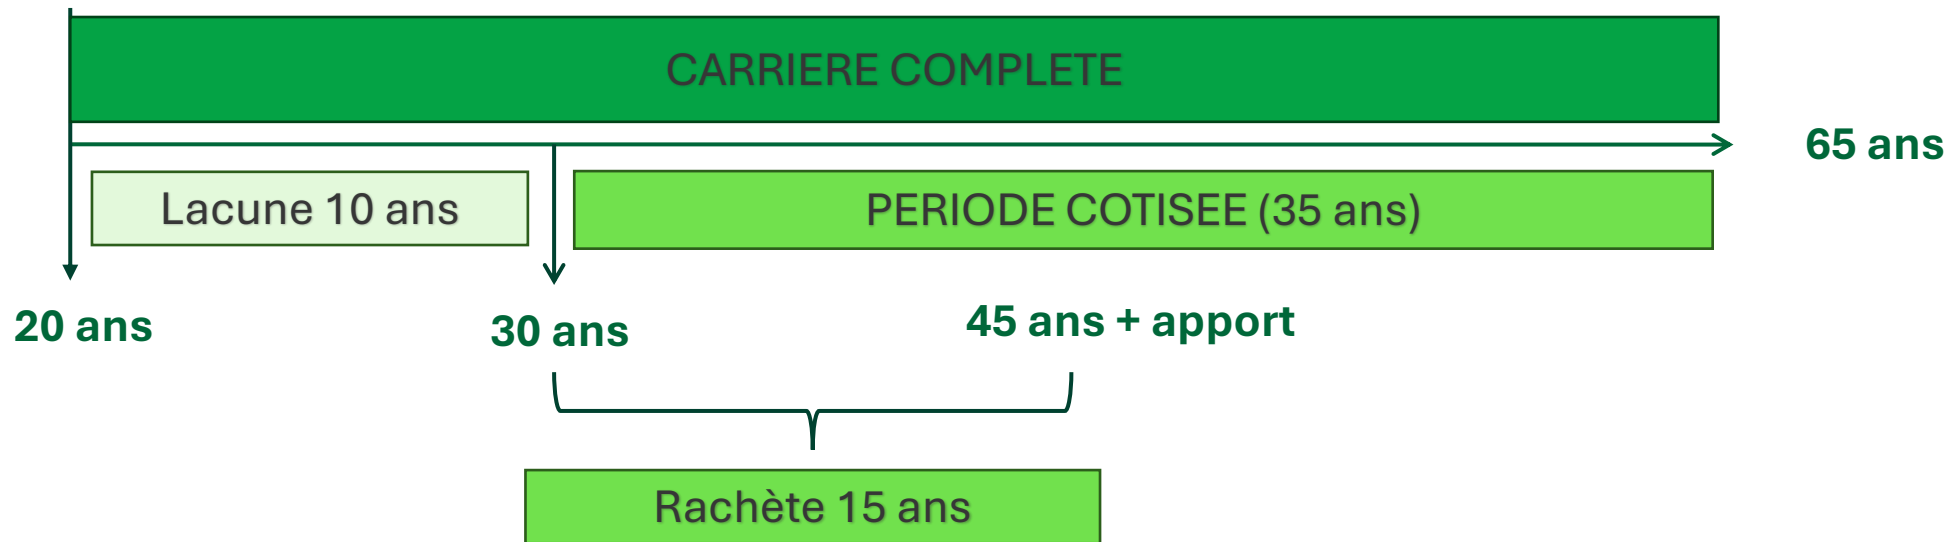 CARRIERE COMPLETE
65 ans
Lacune 10 ans
PERIODE COTISEE (35 ans)
20 ans
30 ans
45 ans + apport
Rachète 15 ans